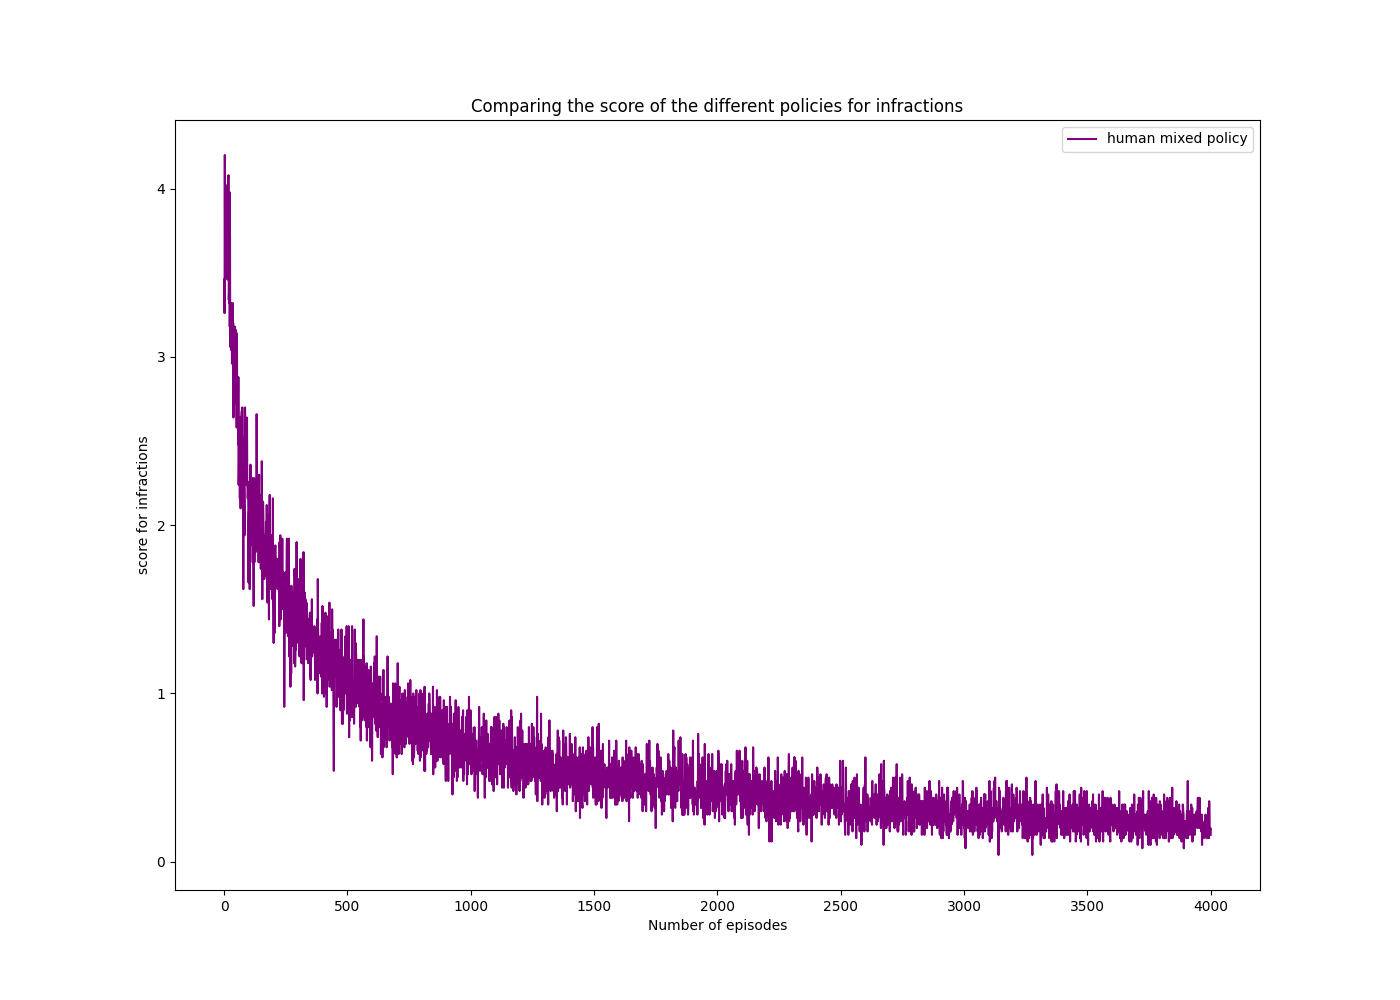 Comparing the score of the different policies for infractions
human mixed policy
4
3
2
1
0
score for infractions
0 500 1000 1500 2000 2500 3000 3500 4000
Number of episodes